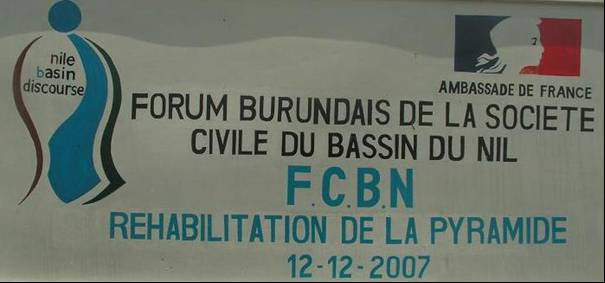 nile
basin
discourse
AMBASSADE DE FRANCE
FORUM BURUNDAIS DE LA SOCIETE
CIVILE DU BASSIN DU NIL
F.C.B.N
REHABILITATION DE LA PYRAMIDE
12-12-2007